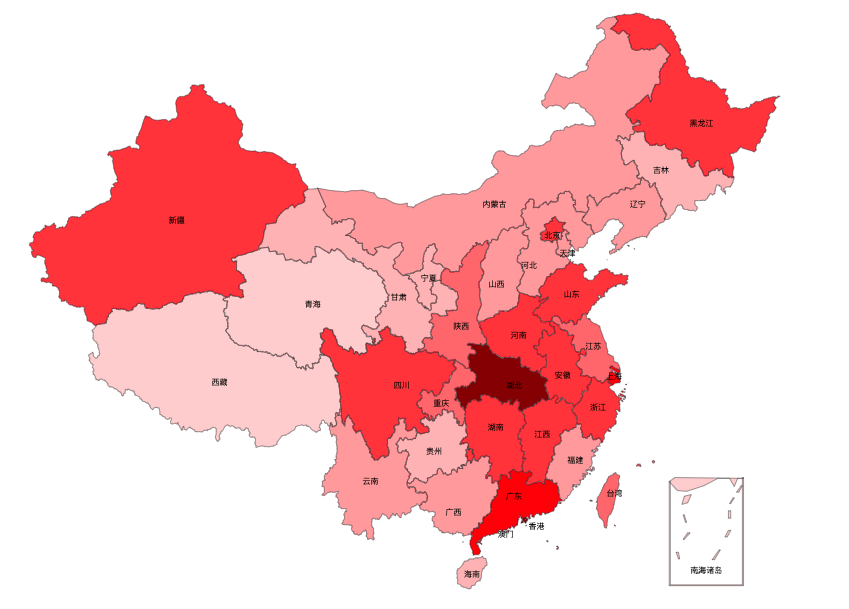 黑龙江
吉林
辽宁
内蒙古
新疆
北京
天津
河北
山西
宁夏
山东
甘肃
青海
陕西
河南
江苏
上海
安徽
西藏
四川
湖北
重庆
浙江
湖南
江西
贵州
福建
云南
台湾
广东
广西
香港
澳门
海南
南海诸岛